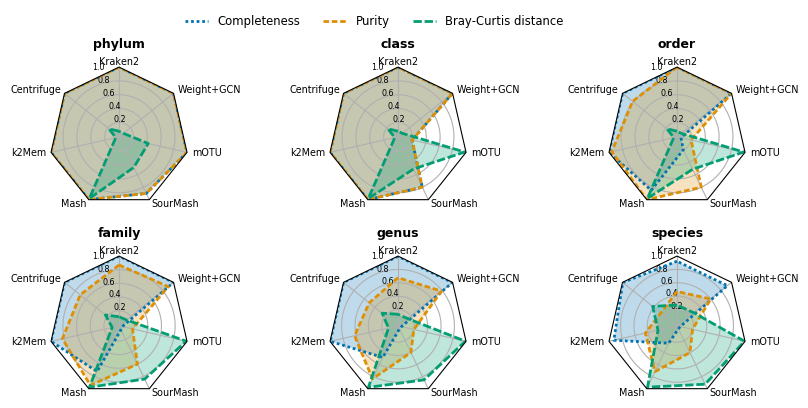 Completeness Purity Bray-Curtis distance
phylum class order
Kraken2 Kraken2 Kraken2
1.0 1.0 1.0
0.8 0.8 0.8
0.4 0.4 0.4
0.2 0.2 0.2
Centrifuge Weight+GCN Centrifuge Weight+GCN Centrifuge Weight+GCN
k2Mem mOTU k2Mem mOTU k2Mem mOTU
Mash SourMash Mash SourMash Mash SourMash
family genus species
Kraken2 Kraken2 Kraken2
1.0 1.0 1.0
0.8 0.8 0.8
0.6 0.6 0.6
0.4 0.4 0.4
0.2 0.2 0.2
Centrifuge Weight+GCN Centrifuge Weight+GCN Centrifuge Weight+GCN
k2Mem mOTU k2Mem mOTU k2Mem mOTU
Mash SourMash Mash SourMash Mash SourMash